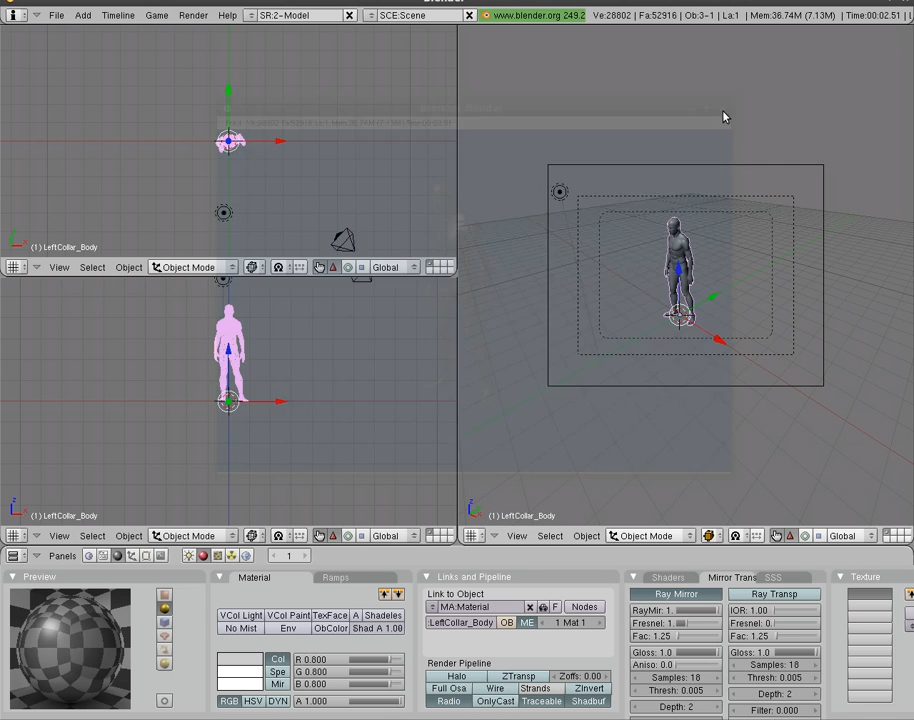 Blender
File Add Timeline Game Render Help SR:2-Model SCE:Scene www.blender.org 249.2 Ve:28802 | Fa:52916 | Ob:3-1 | La:1 | Mem:36.74M (7.13M) | Time:00:02.51 |
(1) LeftCollar_Body
View Select Object Object Mode Global
(1) LeftCollar_Body
(1) LeftCollar_Body
View Select Object Object Mode Global
View Select Object Object Mode Global
Panels 1
Preview
Material Ramps
VCol Light VCol Paint TexFace A Shadeles
No Mist Env ObColor Shad A 1.00
Col R 0.800
Spe G 0.800
Mir B 0.800
RGB HSV DYN A 1.000
Links and Pipeline
Link to Object
MA:Material F Nodes
:LeftCollar_Body OB ME 1 Mat 1
Render Pipeline
Halo ZTransp Zoffs: 0.00
Full Osa Wire Strands ZInvert
Radio OnlyCast Traceable Shadbuf
Shaders Mirror Trans SSS
Ray Mirror Ray Transp
RayMir: 1. IOR: 1.00
Fresnel: 1. Fresnel: 0.
Fac: 1.25 Fac: 1.25
Gloss: 1.0 Gloss: 1.0
Aniso: 0.0 Samples: 18
Samples: 18 Thresh: 0.005
Thresh: 0.005 Depth: 2
Depth: 2 Filter: 0.000
Texture